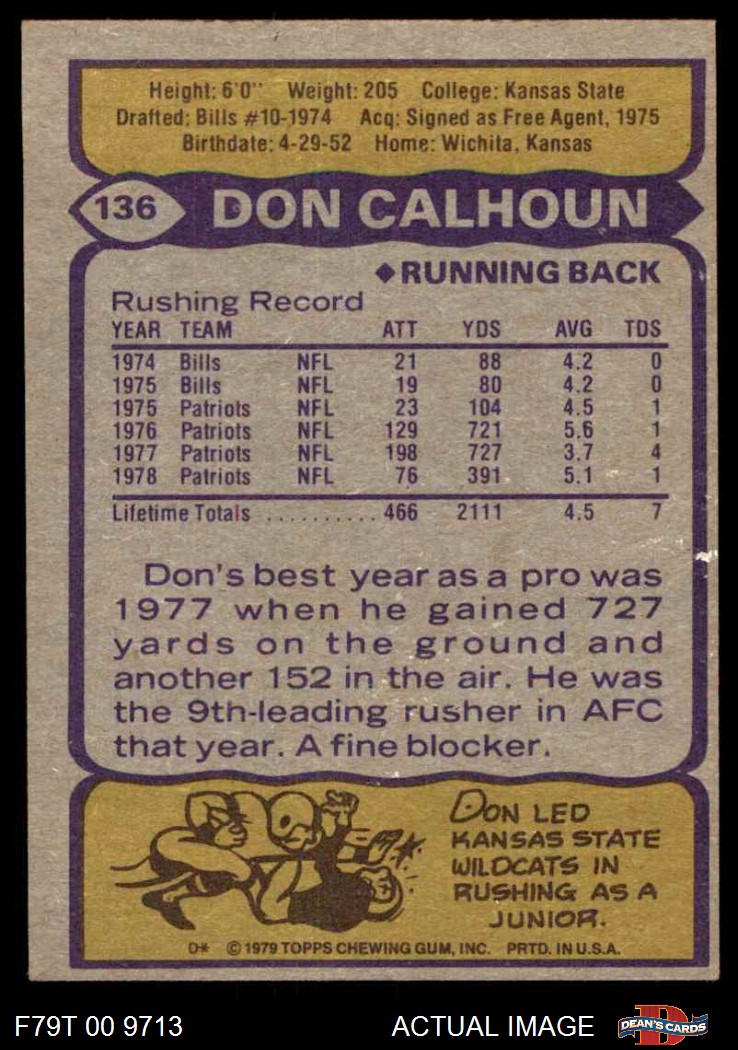 Height: 6'0" Weight: 205 College: Kansas State
Drafted: Bills #10-1974 Acq: Signed as Free Agent, 1975
Birthdate: 4-29-52 Home: Wichita, Kansas
136 DON CALHOUN
◆RUNNING BACK
Rushing Record
YEAR TEAM ATT YDS AVG TDS
1974 Bills NFL 21 88 4.2 0
1975 Bills NFL 19 80 4.2 0
1975 Patriots NFL 23 104 4.5 1
1976 Patriots NFL 129 721 5.6 1
1977 Patriots NFL 198 727 3.7 4
1978 Patriots NFL 76 391 5.1 1
Lifetime Totals .......... 466 2111 4.5 7
Don's best year as a pro was
1977 when he gained 727
yards on the ground and
another 152 in the air. He was
the 9th-leading rusher in AFC
that year. A fine blocker.
DON LED
KANSAS STATE
WILDCATS IN
RUSHING AS A
JUNIOR.
D* © 1979 TOPPS CHEWING GUM, INC. PRTD. IN U.S.A.
F79T 00 9713 ACTUAL IMAGE D DEAN'S CARDS